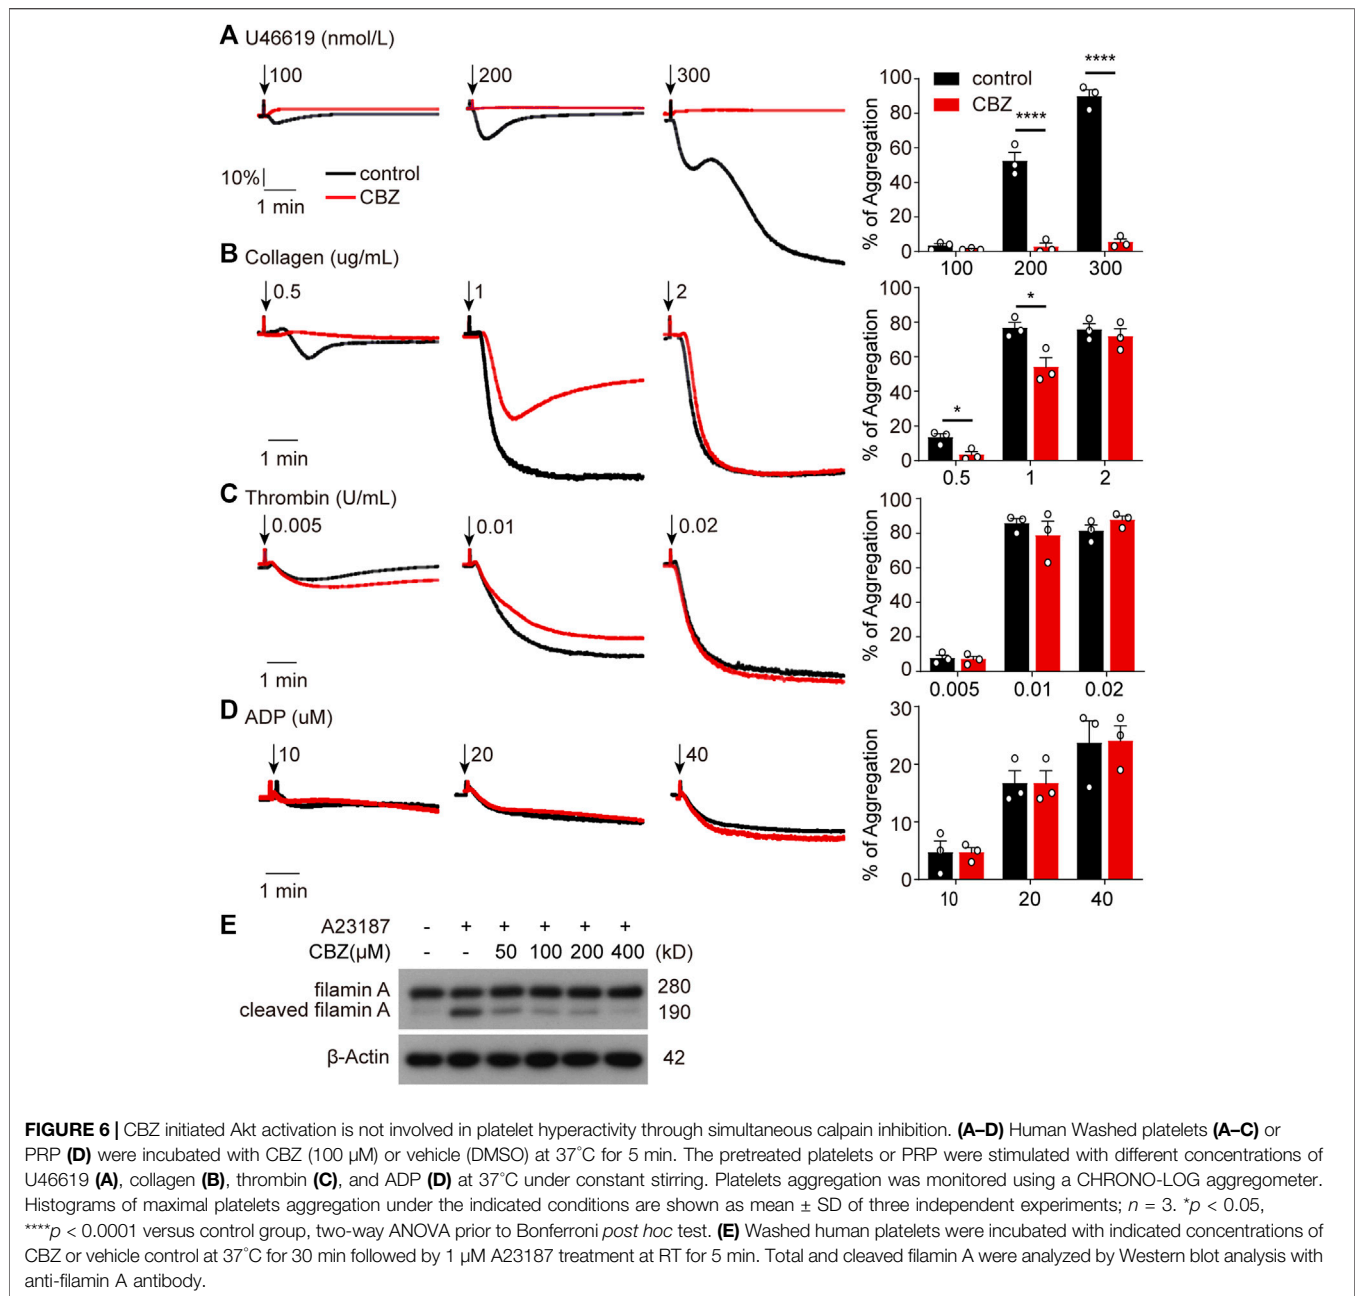 A U46619 (nmol/L)
100
200
300
10%
1 min
control
CBZ
% of Aggregation
100
80
60
40
20
0
control
CBZ
****
****
100
200
300
B Collagen (ug/mL)
0.5
1
2
1 min
% of Aggregation
100
80
60
40
20
0
*
*
0.5
1
2
C Thrombin (U/mL)
0.005
0.01
0.02
1 min
% of Aggregation
100
80
60
40
20
0
0.005
0.01
0.02
D ADP (uM)
10
20
40
1 min
% of Aggregation
30
20
10
0
10
20
40
E A23187 - + + + + +
CBZ(µM) - - 50 100 200 400 (kD)
filamin A 280
cleaved filamin A 190
β-Actin 42
FIGURE 6 | CBZ initiated Akt activation is not involved in platelet hyperactivity through simultaneous calpain inhibition. (A–D) Human Washed platelets (A–C) or
PRP (D) were incubated with CBZ (100 µM) or vehicle (DMSO) at 37°C for 5 min. The pretreated platelets or PRP were stimulated with different concentrations of
U46619 (A), collagen (B), thrombin (C), and ADP (D) at 37°C under constant stirring. Platelets aggregation was monitored using a CHRONO-LOG aggregometer.
Histograms of maximal platelets aggregation under the indicated conditions are shown as mean ± SD of three independent experiments; n = 3. *p < 0.05,
****p < 0.0001 versus control group, two-way ANOVA prior to Bonferroni post hoc test. (E) Washed human platelets were incubated with indicated concentrations of
CBZ or vehicle control at 37°C for 30 min followed by 1 µM A23187 treatment at RT for 5 min. Total and cleaved filamin A were analyzed by Western blot analysis with
anti-filamin A antibody.